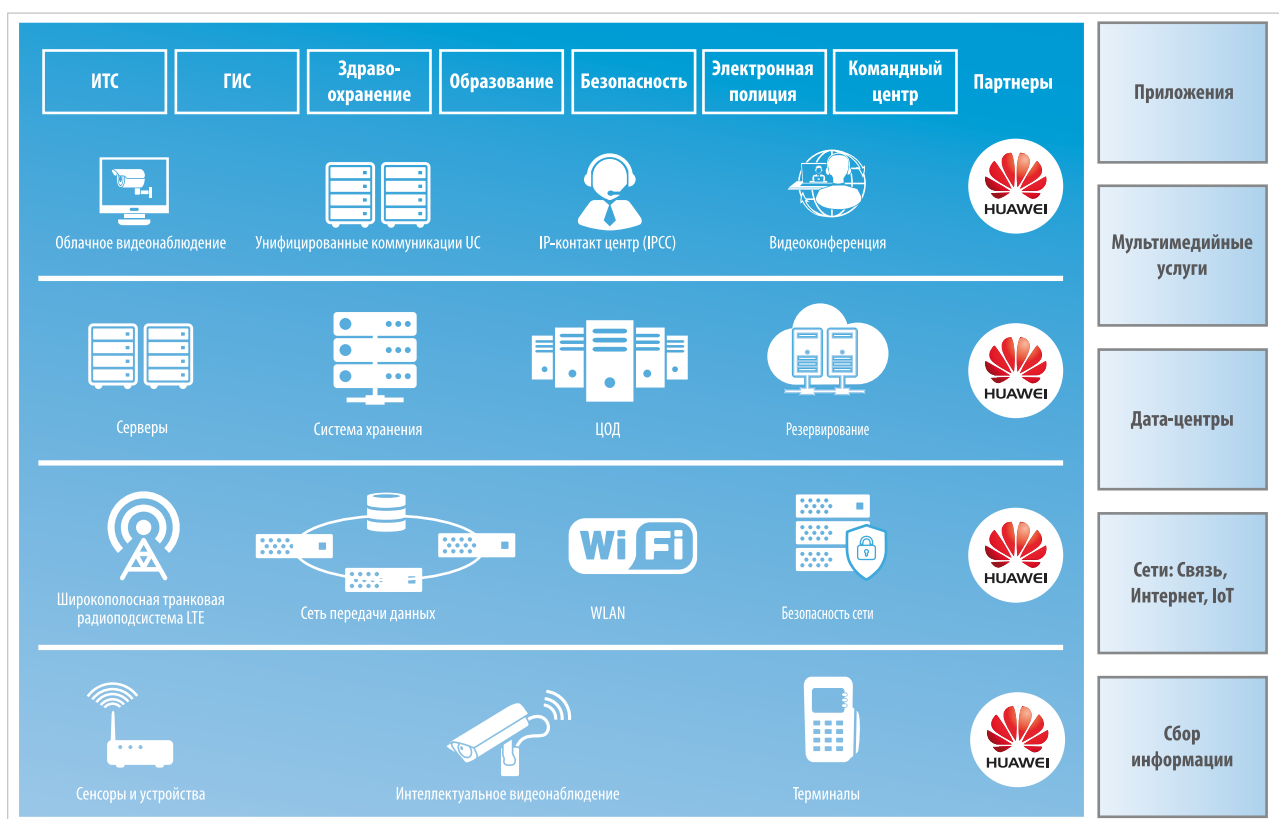 ИТС
ГИС
Здраво-
охранение
Образование
Безопасность
Электронная
полиция
Командный
центр
Партнеры
Приложения
Облачное видеонаблюдение
Унифицированные коммуникации UC
IP-контакт центр (IPCC)
Видеоконференция
HUAWEI
Мультимедийные
услуги
Серверы
Система хранения
ЦОД
Резервирование
HUAWEI
Дата-центры
Широкополосная транковая
радиоподсистема LTE
Сеть передачи данных
Wi Fi
WLAN
Безопасность сети
HUAWEI
Сети: Связь,
Интернет, IoT
Сенсоры и устройства
Интеллектуальное видеонаблюдение
Терминалы
HUAWEI
Сбор
информации